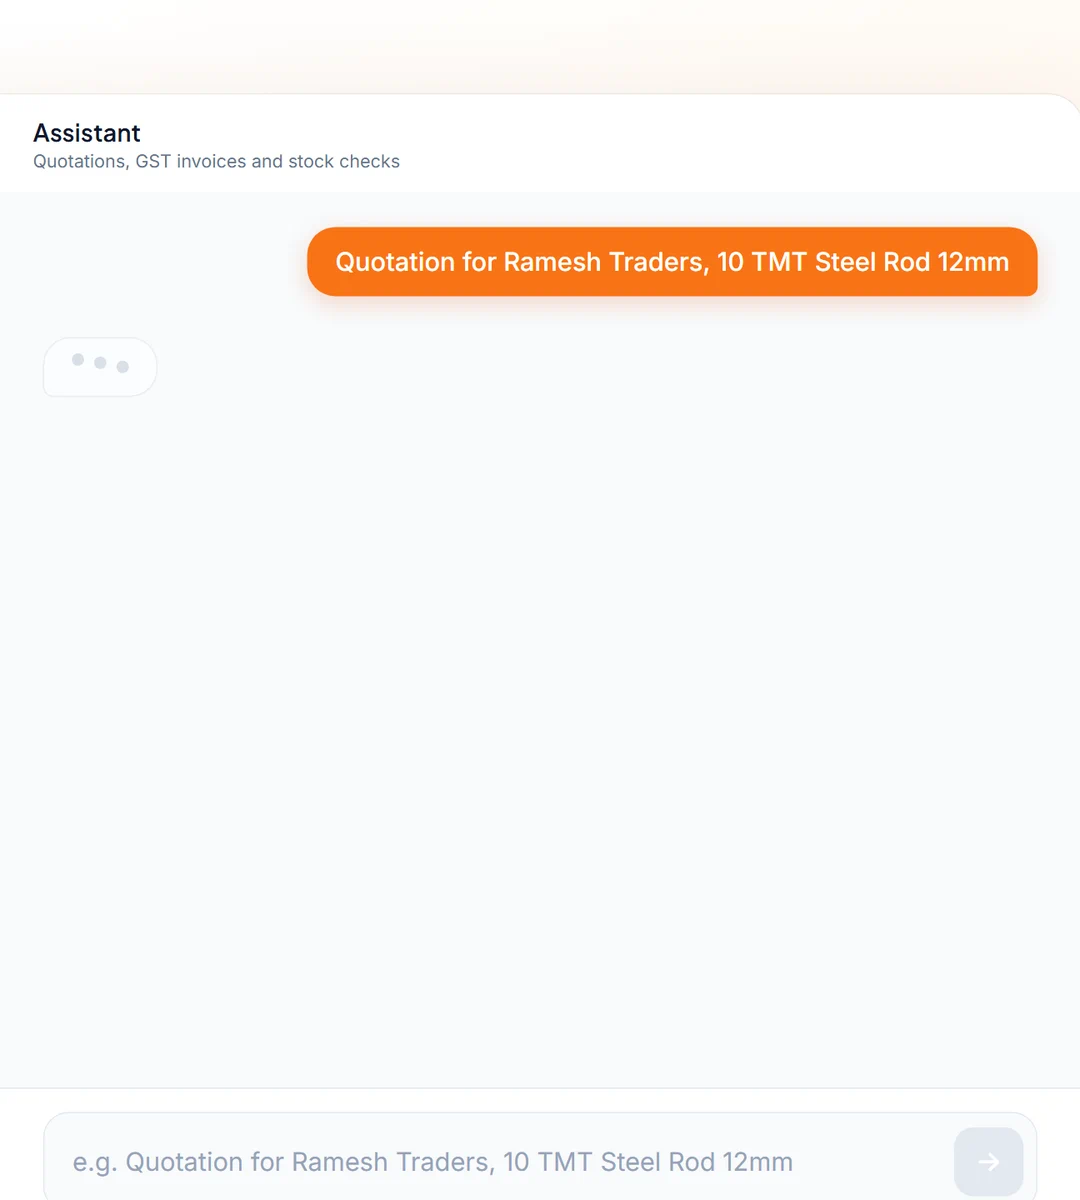 Assistant
Quotations, GST invoices and stock checks
Quotation for Ramesh Traders, 10 TMT Steel Rod 12mm
e.g. Quotation for Ramesh Traders, 10 TMT Steel Rod 12mm